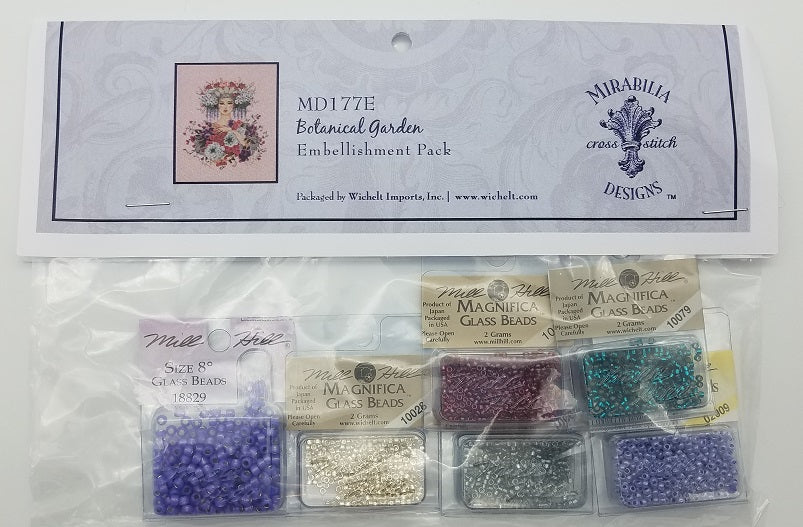 MD177E
Botanical Garden
Embellishment Pack
Packaged by Wichelt Imports, Inc. | www.wichelt.com
MIRABILIA
cross stitch
DESIGNS™
Mill Hill®
SIZE 8°
GLASS BEADS
18829
Mill Hill
Product of
Japan
Packaged
in USA
Please Open
Carefully
MAGNIFICA™
GLASS BEADS
2 Grams
www.wichelt.com
10028
Mill Hill
Product of
Japan
Packaged
in USA
Please Open
Carefully
MAGNIFICA
GLASS BEADS
2 Grams
www.millhill.com
Mill Hill
Product of
Japan
Packaged
in USA
Please Open
Carefully
MAGNIFICA™
GLASS BEADS
2 Grams
www.wichelt.com
10079